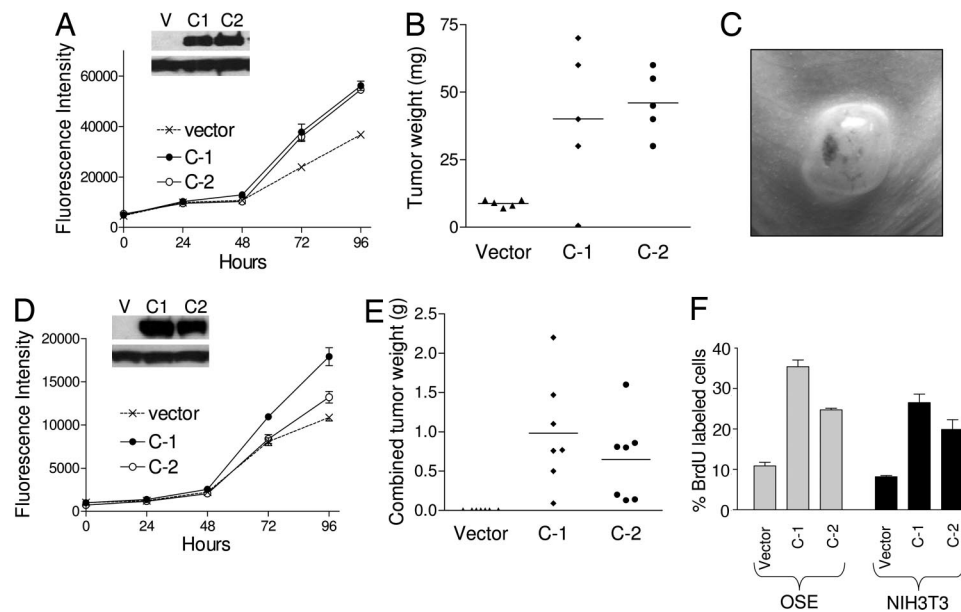 A
V C1 C2
Fluorescence Intensity
60000
40000
20000
0
vector
C-1
C-2
0 24 48 72 96
Hours
B
Tumor weight (mg)
75
50
25
0
Vector C-1 C-2
C
D
V C1 C2
Fluorescence Intensity
20000
15000
10000
5000
0
vector
C-1
C-2
0 24 48 72 96
Hours
E
Combined tumor weight (g)
2.5
2.0
1.5
1.0
0.5
0.0
Vector C-1 C-2
F
% BrdU labeled cells
40
30
20
10
0
Vector C-1 C-2 Vector C-1 C-2
OSE NIH3T3